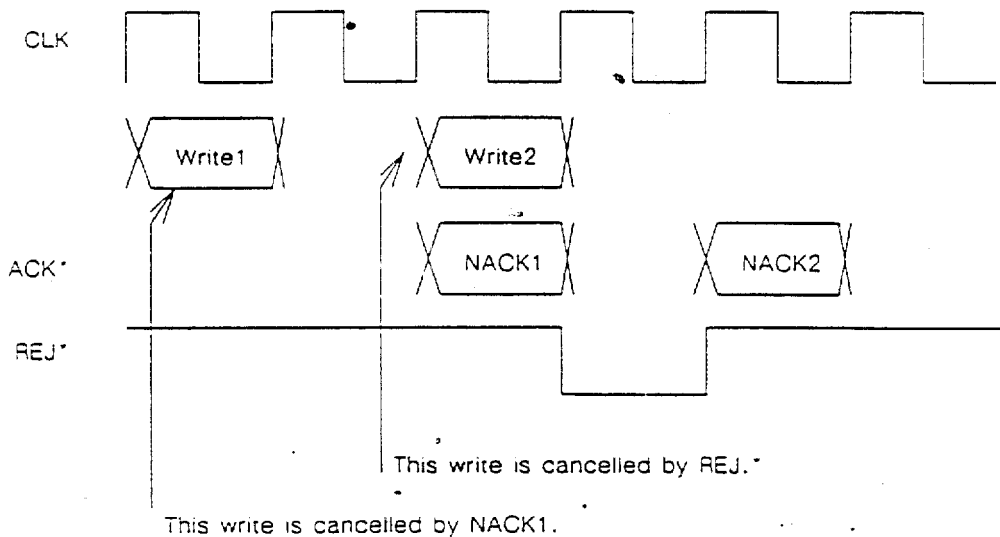 CLK
Write1
Write2
ACK*
NACK1
NACK2
REJ*
This write is cancelled by REJ.*
This write is cancelled by NACK1.